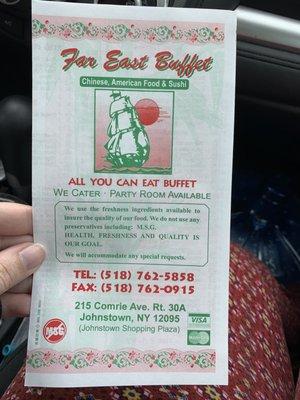 Far East Buffet
Chinese, American Food & Sushi
ALL YOU CAN EAT BUFFET
WE CATER · PARTY ROOM AVAILABLE
We use the freshness ingredients available to
insure the quality of our food. We do not use any
preservatives including: M.S.G.
HEALTH, FRESHNESS AND QUALITY IS
OUR GOAL.
We will accommodate any special requests.
TEL: (518) 762-5858
FAX: (518) 762-0915
215 Comrie Ave. Rt. 30A
Johnstown, NY 12095
(Johnstown Shopping Plaza)
VISA
MSG